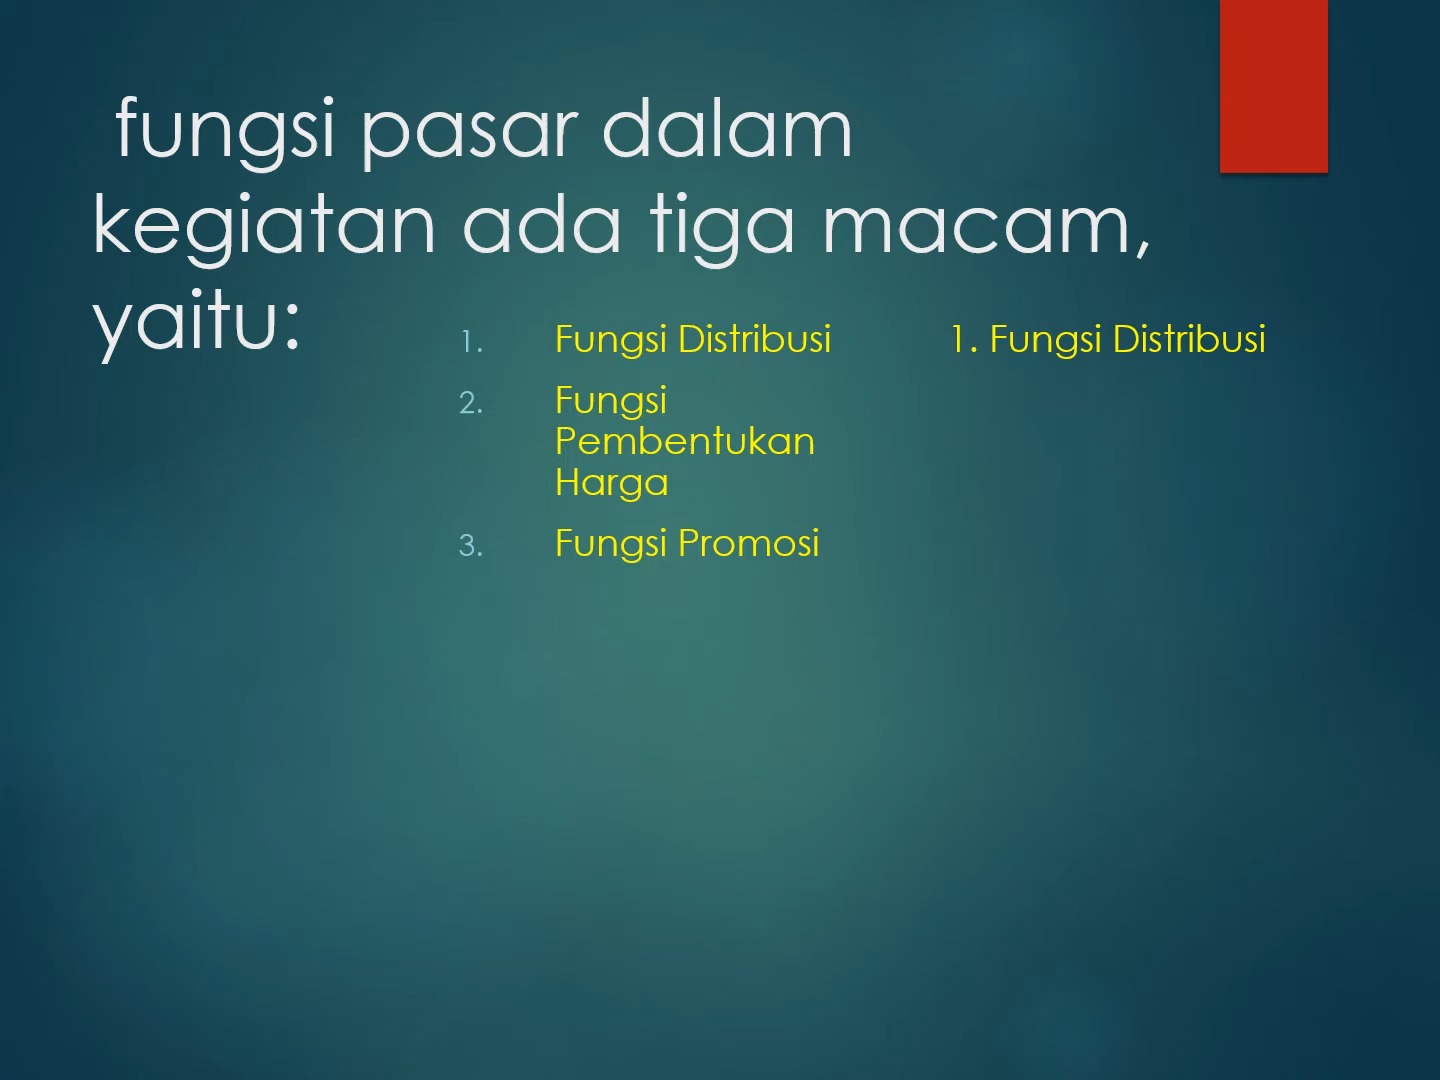 fungsi pasar dalam
kegiatan ada tiga macam,
yaitu:
1. Fungsi Distribusi
2. Fungsi
Pembentukan
Harga
3. Fungsi Promosi
1. Fungsi Distribusi